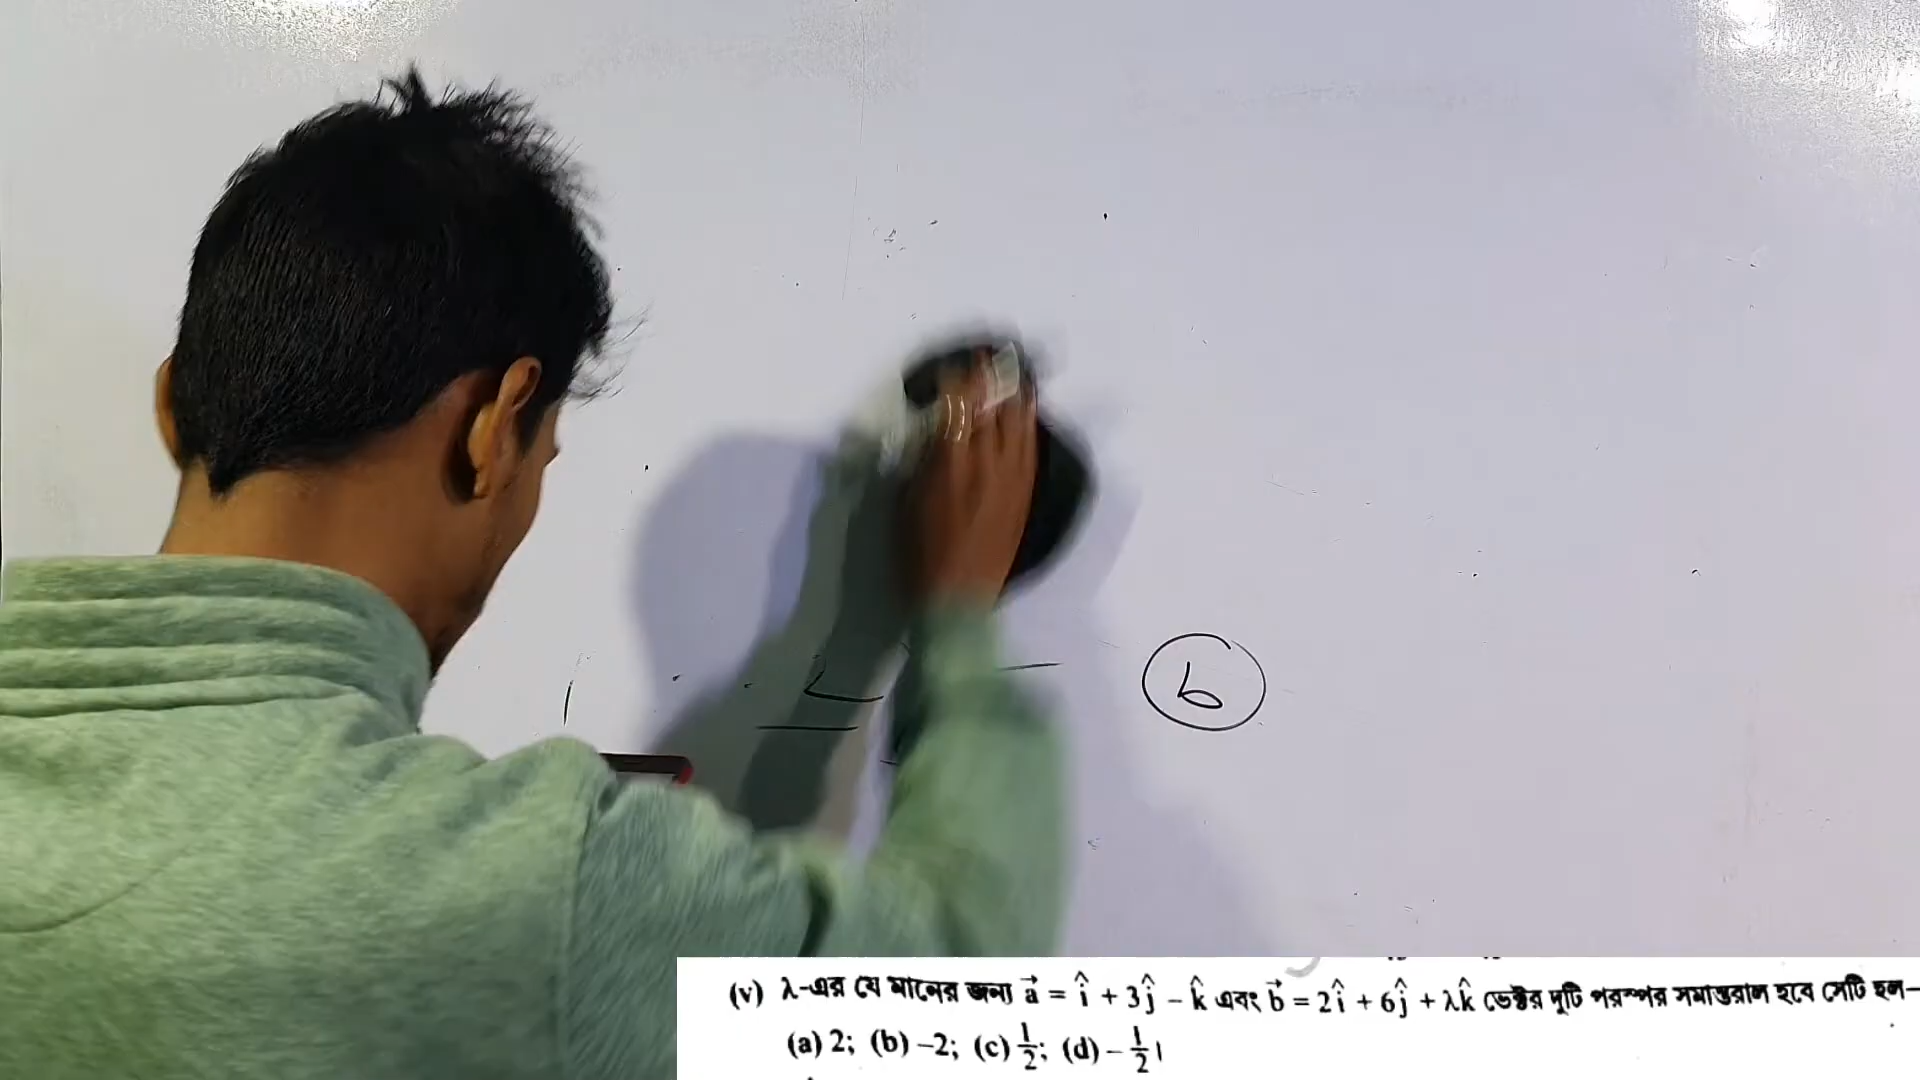 b
(v) λ-এর যে মানের জন্য a⃗ = î + 3ĵ − k̂ এবং b⃗ = 2î + 6ĵ + λk̂ ভেক্টর দুটি পরস্পর সমান্তরাল হবে সেটি হল—
(a) 2; (b) –2; (c) 1/2; (d) – 1/2।